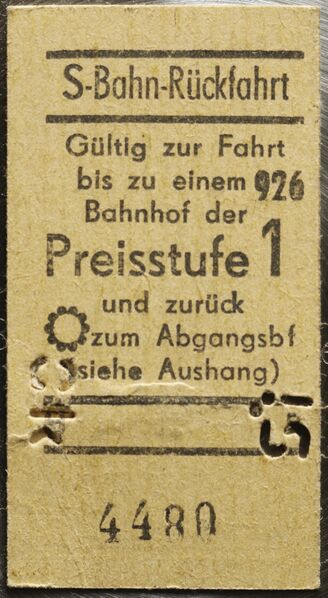 S-Bahn-Rückfahrt
Gültig zur Fahrt
bis zu einem 926
Bahnhof der
Preisstufe 1
und zurück
zum Abgangsbf
(siehe Aushang)
4480